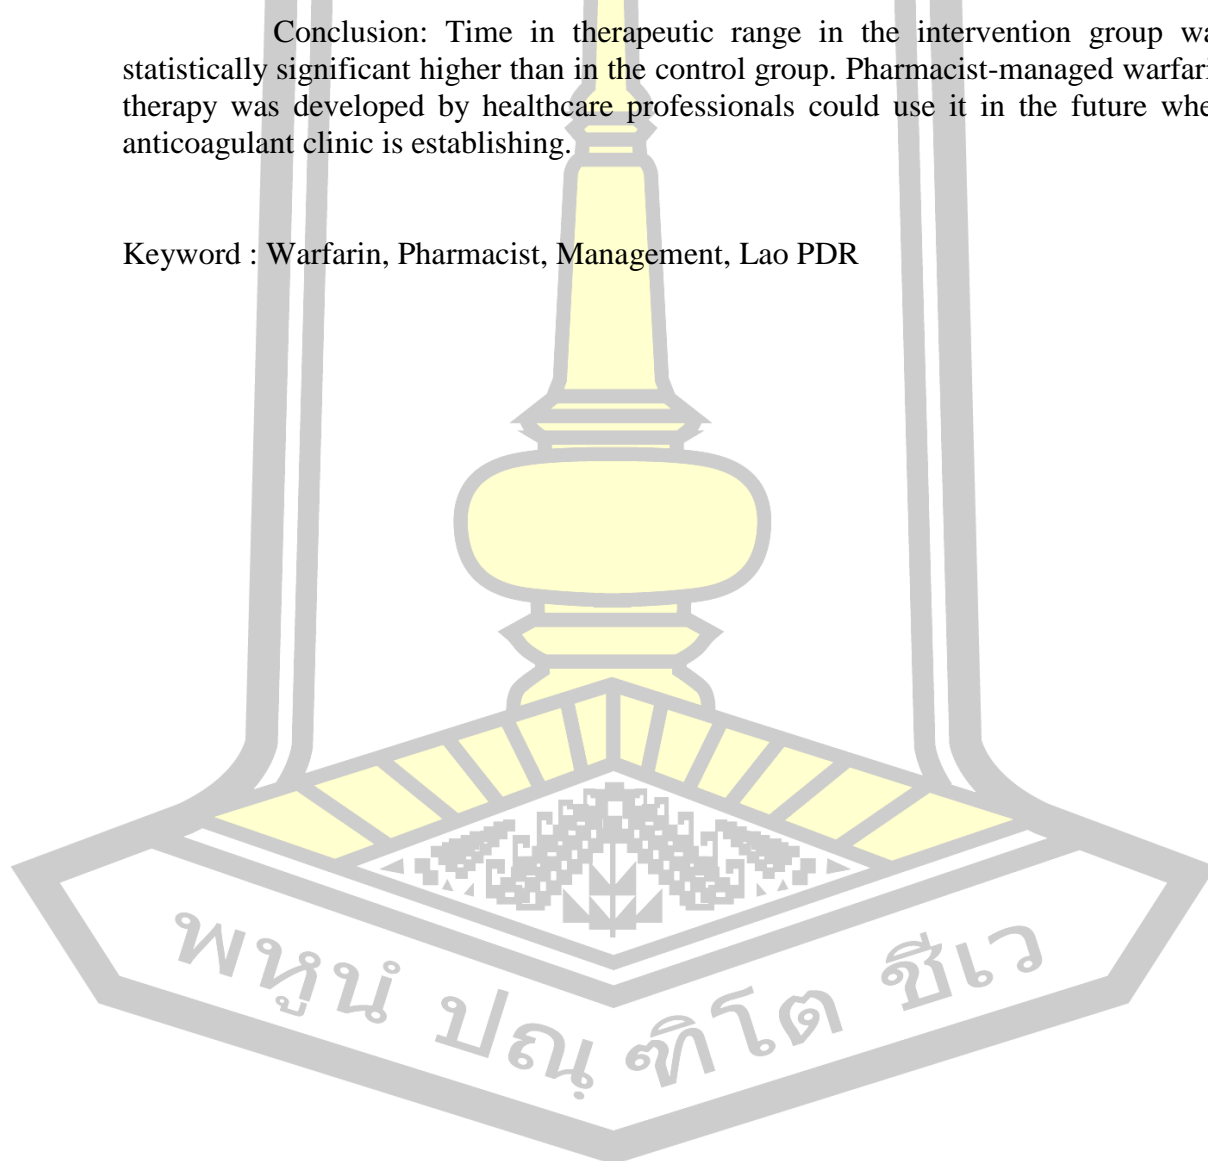 Conclusion: Time in therapeutic range in the intervention group wa
statistically significant higher than in the control group. Pharmacist-managed warfari
therapy was developed by healthcare professionals could use it in the future whe
anticoagulant clinic is establishing.
Keyword : Warfarin, Pharmacist, Management, Lao PDR
พหูนํ ปณฺฑิโต ชีเว